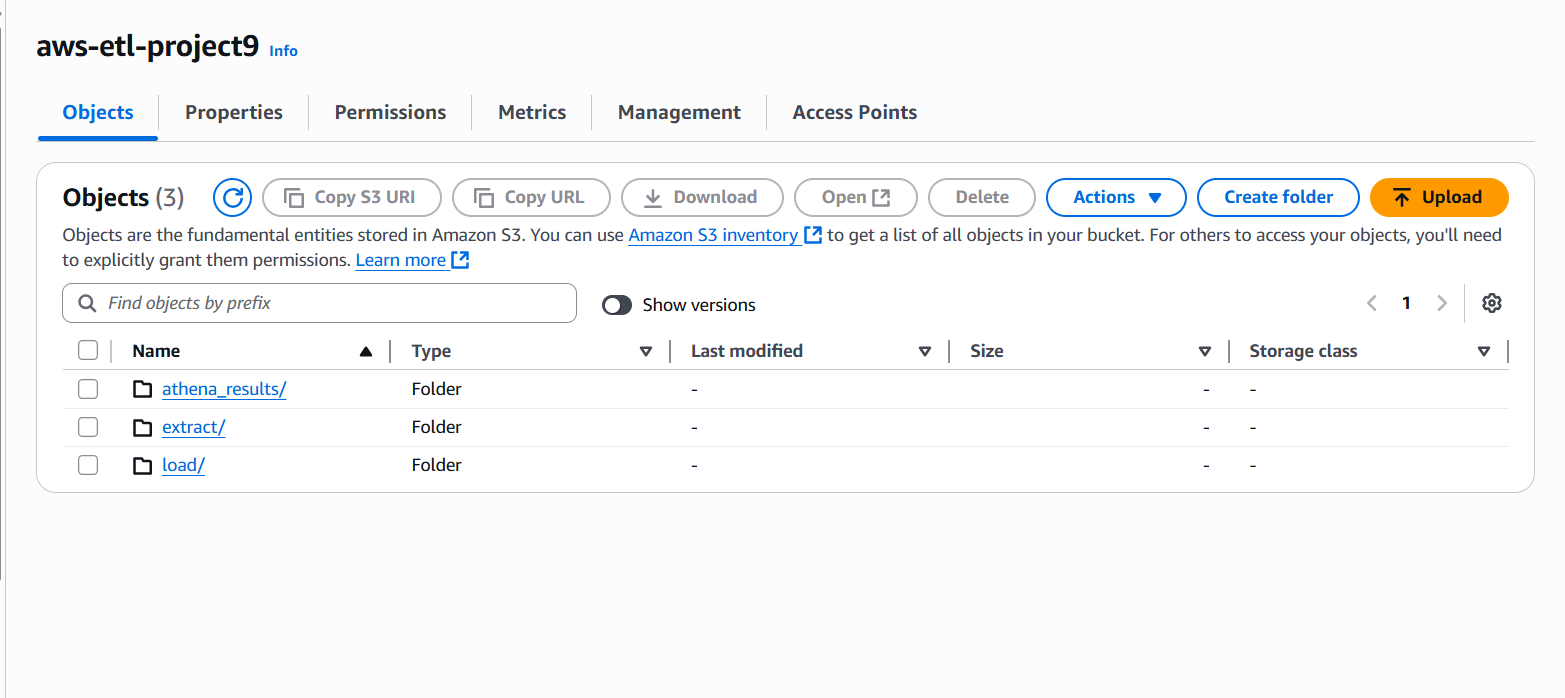 aws-etl-project9 Info
Objects Properties Permissions Metrics Management Access Points
Objects (3) Copy S3 URI Copy URL Download Open Delete Actions Create folder Upload
Objects are the fundamental entities stored in Amazon S3. You can use Amazon S3 inventory to get a list of all objects in your bucket. For others to access your objects, you'll need
to explicitly grant them permissions. Learn more
Find objects by prefix Show versions 1
Name Type Last modified Size Storage class
athena_results/ Folder - - -
extract/ Folder - - -
load/ Folder - - -